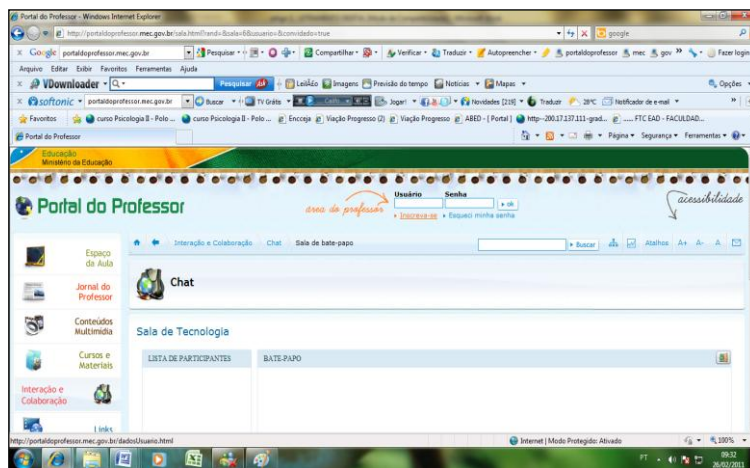 Portal do Professor - Windows Internet Explorer
http://portaldoprofessor.mec.gov.br/sala.html?rand=&sala=6&usuario=&convidado=true
google
Google portaldoprofessor.mec.gov.br Pesquisar Compartilhar Verificar Traduzir Autopreencher portaldoprofessor mec gov Fazer login
Arquivo Editar Exibir Favoritos Ferramentas Ajuda
VDownloader Q Pesquisar Leilão Imagens Previsão do tempo Notícias Mapas Opções
softonic portaldoprofessor.mec.gov.br Buscar TV Grátis Jogar! Novidades [219] Traduzir 28°C Notificador de e-mail
Favoritos curso Psicologia II - Polo ... curso Psicologia II - Polo ... Encceja Viação Progresso (2) Viação Progresso ABED - [ Portal ] http--200.17.137.111-grad... ..... FTC EAD - FACULDAD...
Portal do Professor Página Segurança Ferramentas
Educação
Ministério da Educação
Portal do Professor
área do professor
Usuário Senha
ok
Inscreva-se Esqueci minha senha
acessibilidade
Interação e Colaboração Chat Sala de bate-papo Buscar Atalhos A+ A- A
Espaço da Aula
Jornal do Professor
Conteúdos Multimídia
Cursos e Materiais
Interação e Colaboração
Links
Chat
Sala de Tecnologia
LISTA DE PARTICIPANTES BATE-PAPO
http://portaldoprofessor.mec.gov.br/dadosUsuario.html Internet | Modo Protegido: Ativado 100%
PT 09:32
26/02/2011